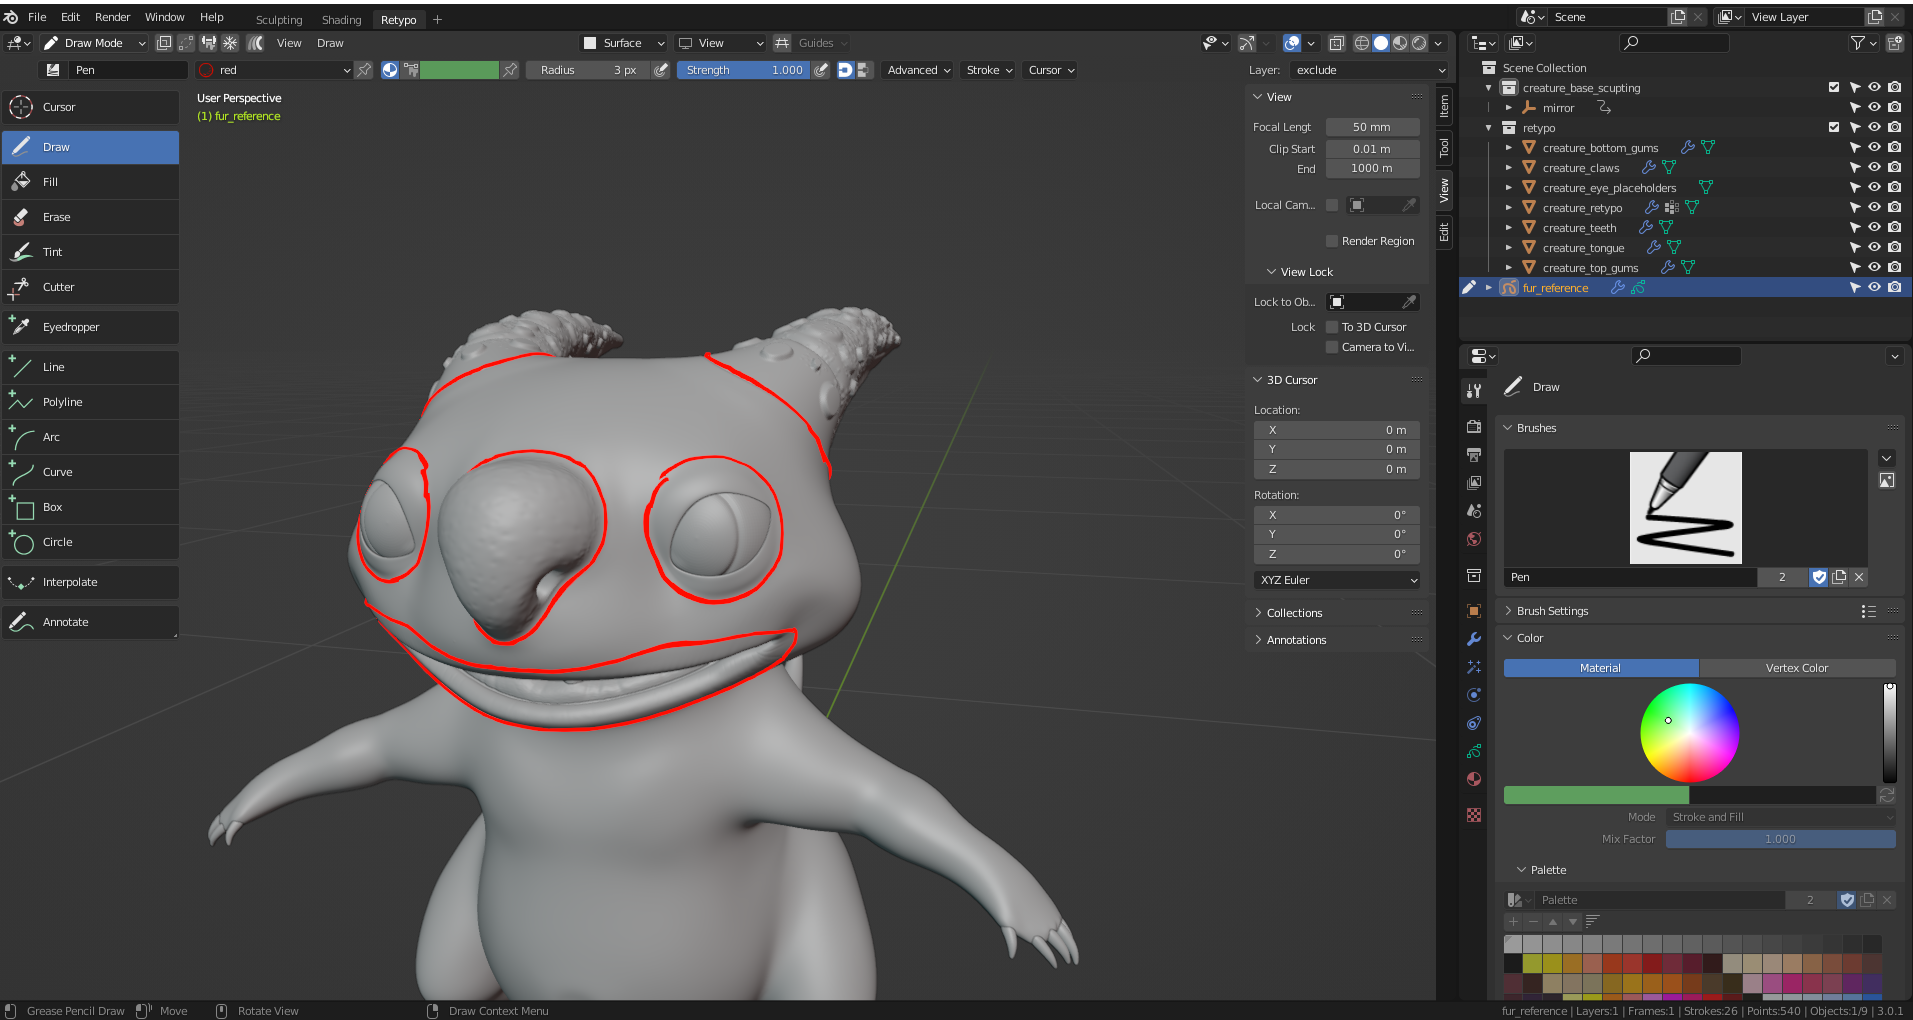 File Edit Render Window Help Sculpting Shading Retypo +
Scene View Layer
Draw Mode View Draw Surface View Guides
Pen red Radius 3 px Strength 1.000 Advanced Stroke Cursor Layer: exclude
User Perspective
(1) fur_reference
Cursor
Draw
Fill
Erase
Tint
Cutter
Eyedropper
Line
Polyline
Arc
Curve
Box
Circle
Interpolate
Annotate
View
Focal Lengt 50 mm
Clip Start 0.01 m
End 1000 m
Local Cam...
Render Region
View Lock
Lock to Ob...
Lock To 3D Cursor
Camera to Vi...
3D Cursor
Location:
X 0 m
Y 0 m
Z 0 m
Rotation:
X 0°
Y 0°
Z 0°
XYZ Euler
Collections
Annotations
Item
Tool
View
Edit
Scene Collection
creature_base_scupting
mirror
retypo
creature_bottom_gums
creature_claws
creature_eye_placeholders
creature_retypo
creature_teeth
creature_tongue
creature_top_gums
fur_reference
Draw
Brushes
Pen 2
Brush Settings
Color
Material Vertex Color
Mode Stroke and Fill
Mix Factor 1.000
Palette
Palette 2
Grease Pencil Draw Move Rotate View Draw Context Menu
fur_reference | Layers:1 | Frames:1 | Strokes:26 | Points:540 | Objects:1/9 | 3.0.1